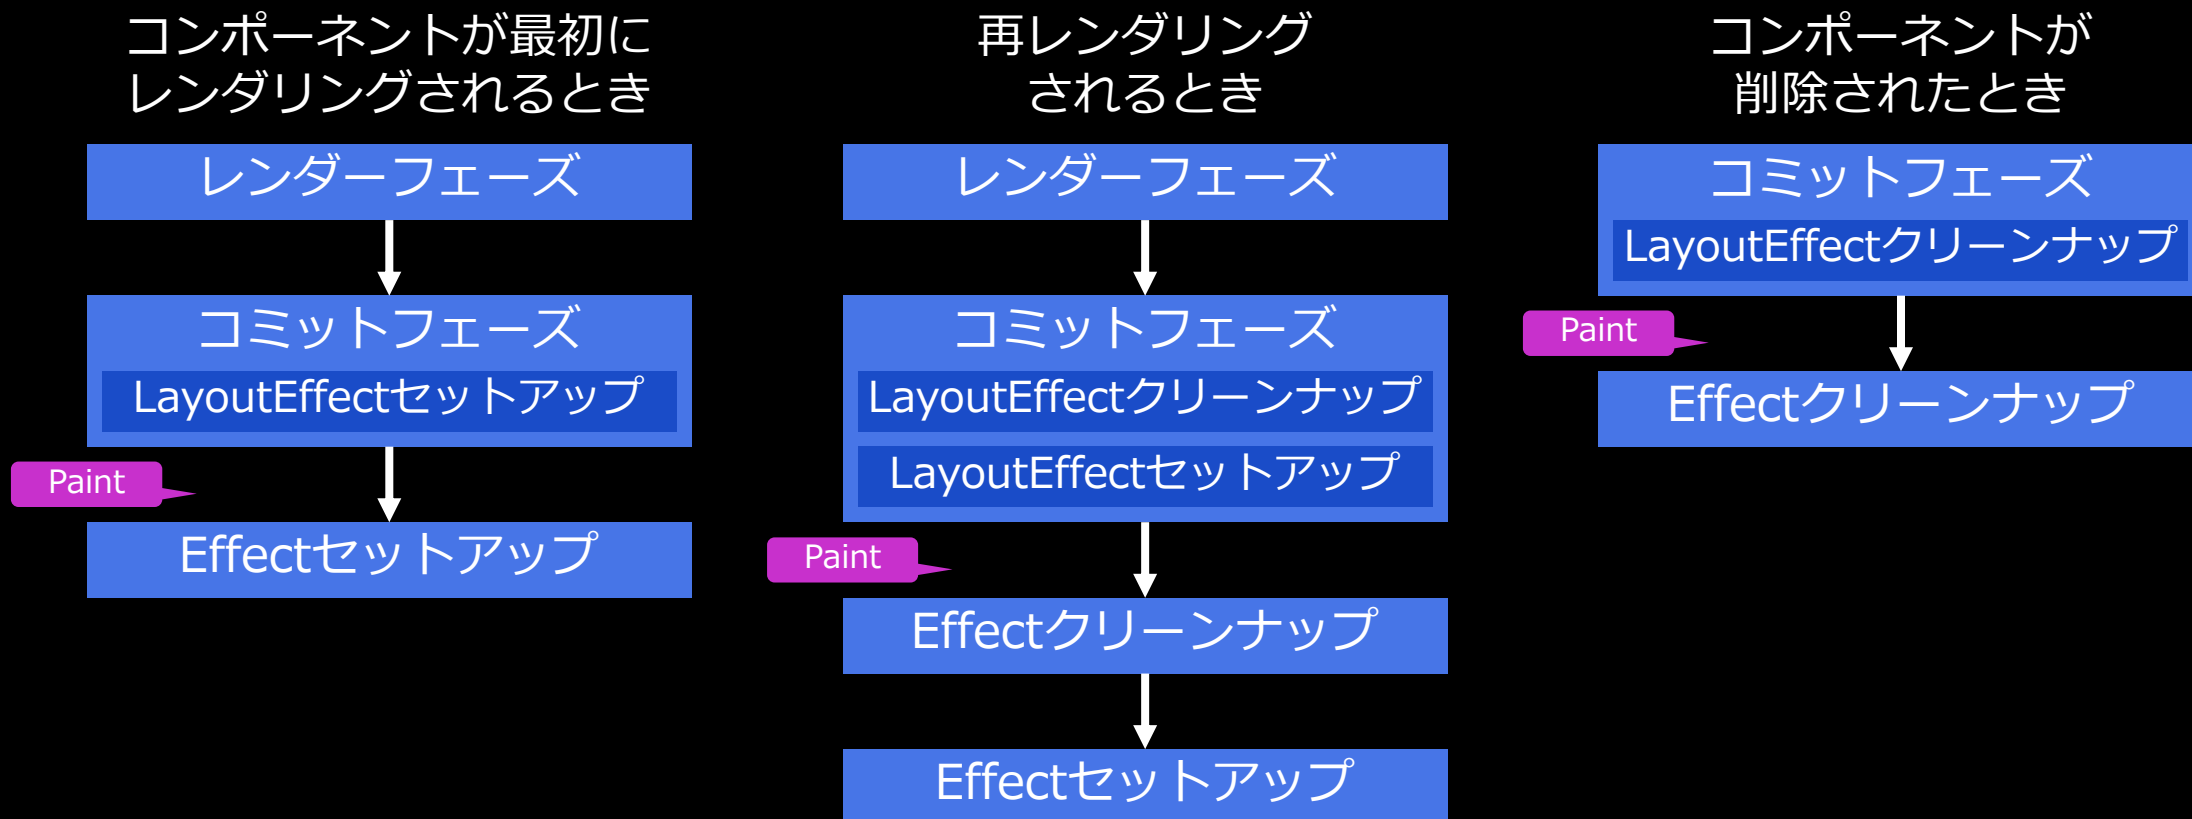 コンポーネントが最初に
レンダリングされるとき
レンダーフェーズ
コミットフェーズ
LayoutEffectセットアップ
Paint
Effectセットアップ
再レンダリング
されるとき
レンダーフェーズ
コミットフェーズ
LayoutEffectクリーンナップ
LayoutEffectセットアップ
Paint
Effectクリーンナップ
Effectセットアップ
コンポーネントが
削除されたとき
コミットフェーズ
LayoutEffectクリーンナップ
Paint
Effectクリーンナップ